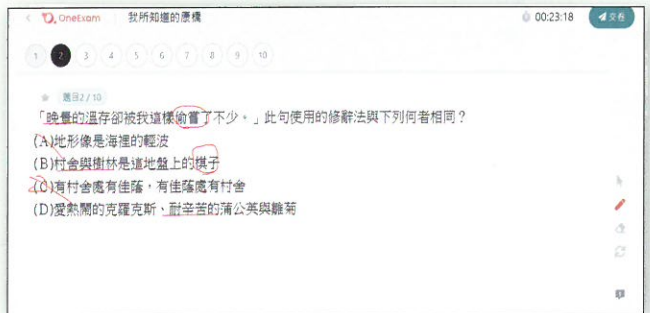 OneExam 我所知道的康橋 00:23:18 交卷
1 2 3 4 5 6 7 8 9 10
題目2 / 10
「晚景的溫存卻被我這樣偷嘗了不少。」此句使用的修辭法與下列何者相同？
(A)地形像是海裡的輕波
(B)村舍與樹林是這地盤上的棋子
(C)有村舍處有佳蔭，有佳蔭處有村舍
(D)愛熱鬧的克羅克斯、耐辛苦的蒲公英與雛菊